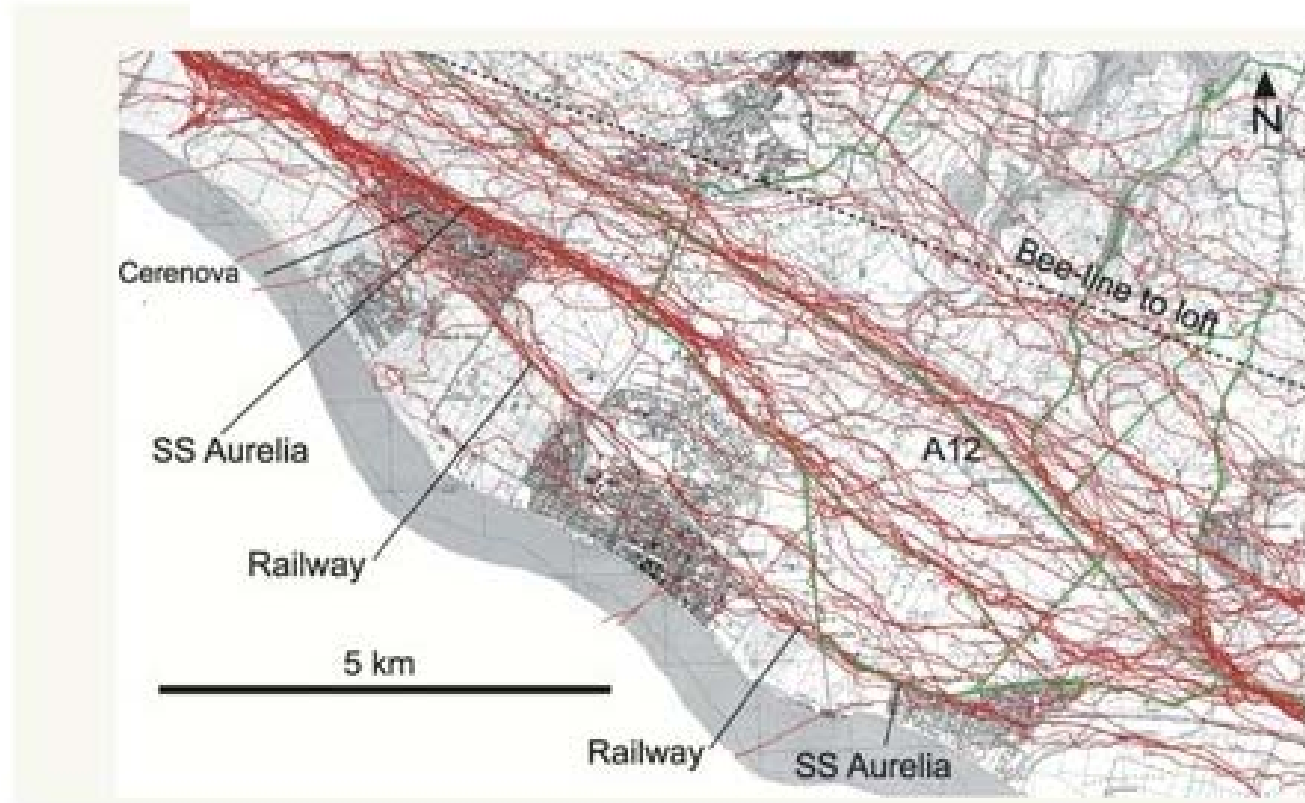 N
Bee-line to loft
Cerenova
SS Aurelia
A12
Railway
5 km
Railway
SS Aurelia